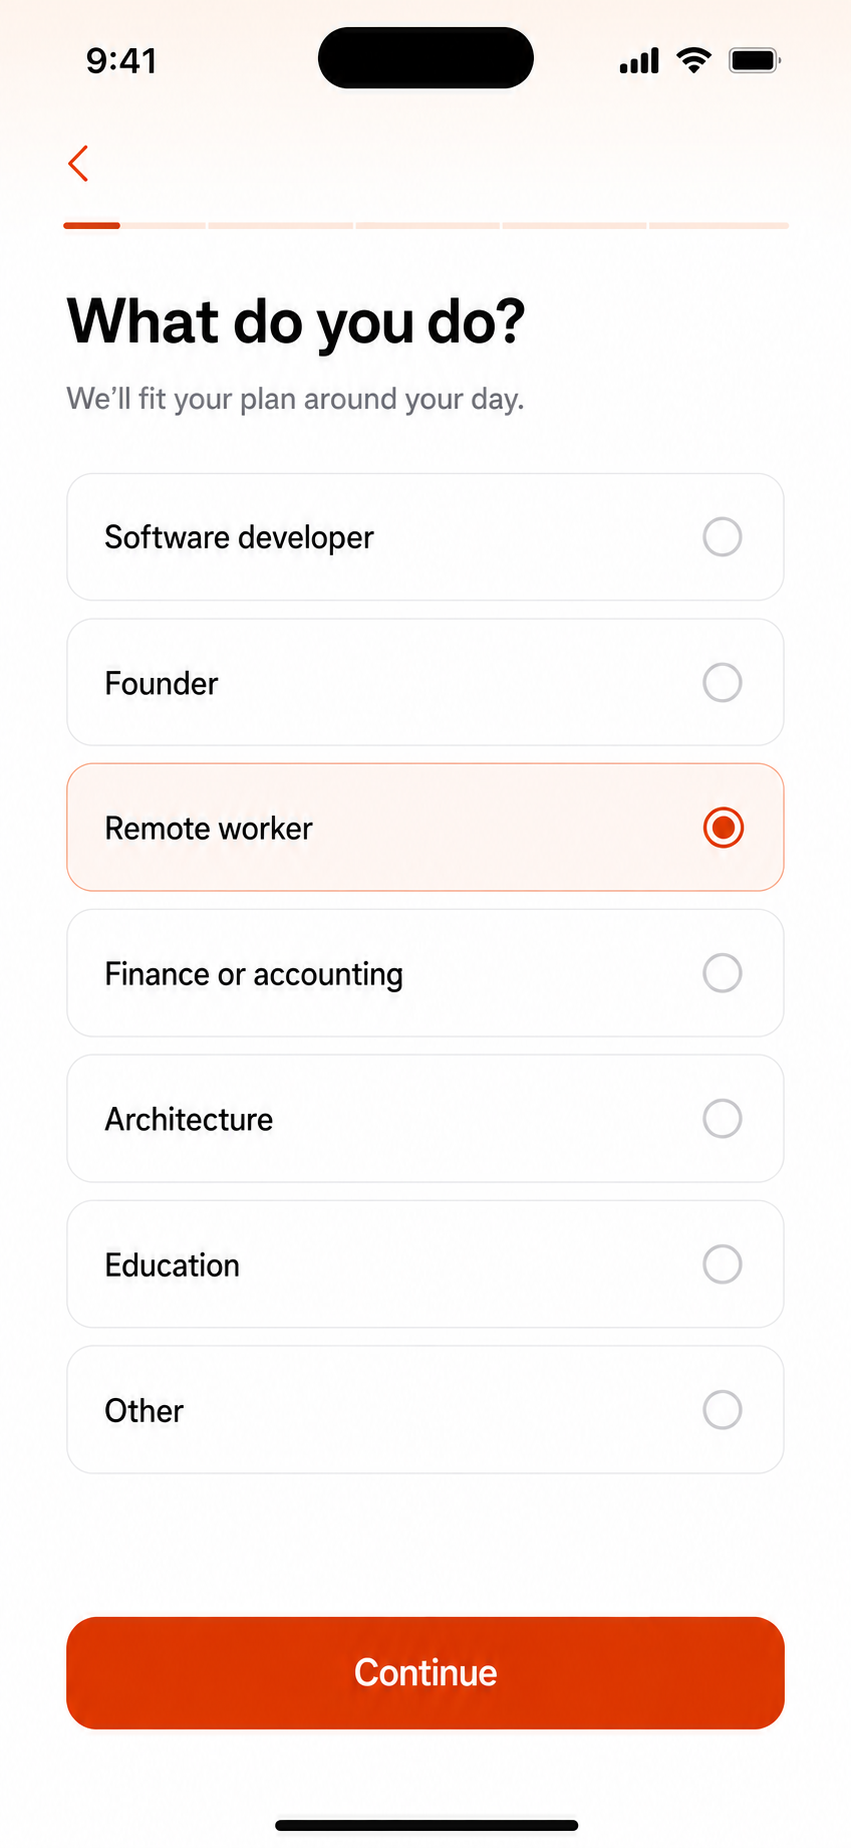 9:41
What do you do?
We’ll fit your plan around your day.
Software developer
Founder
Remote worker
Finance or accounting
Architecture
Education
Other
Continue